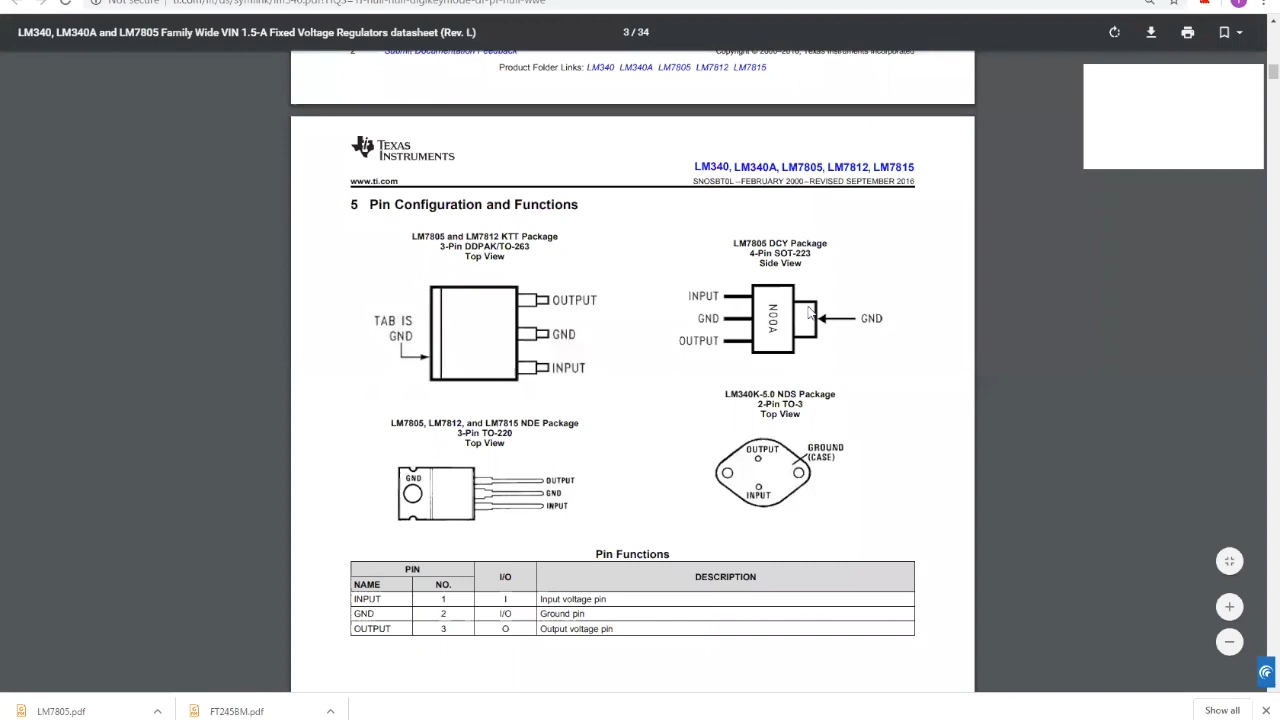 LM340, LM340A and LM7805 Family Wide VIN 1.5-A Fixed Voltage Regulators datasheet (Rev. L)
3 / 34
Submit Documentation Feedback
Product Folder Links: LM340 LM340A LM7805 LM7812 LM7815
TEXAS
INSTRUMENTS
LM340, LM340A, LM7805, LM7812, LM7815
www.ti.com
SNOSBT0L –FEBRUARY 2000–REVISED SEPTEMBER 2016
5 Pin Configuration and Functions
LM7805 and LM7812 KTT Package
3-Pin DDPAK/TO-263
Top View
TAB IS
GND
OUTPUT
GND
INPUT
LM7805 DCY Package
4-Pin SOT-223
Side View
INPUT
GND
OUTPUT
N00A
GND
LM7805, LM7812, and LM7815 NDE Package
3-Pin TO-220
Top View
GND
OUTPUT
GND
INPUT
LM340K-5.0 NDS Package
2-Pin TO-3
Top View
OUTPUT
GROUND
(CASE)
INPUT
Pin Functions
PIN
I/O
DESCRIPTION
NAME
NO.
INPUT 1 I Input voltage pin
GND 2 I/O Ground pin
OUTPUT 3 O Output voltage pin
LM7805.pdf
FT245BM.pdf
Show all